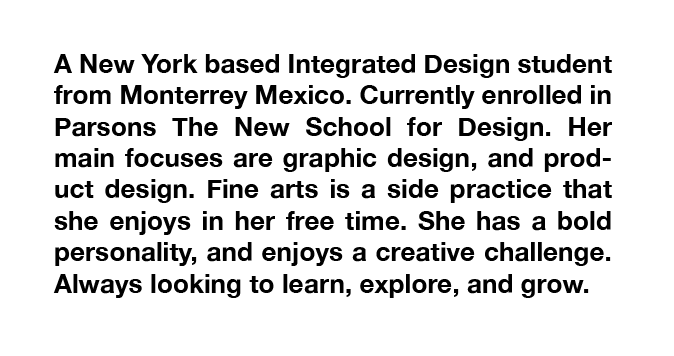 A New York based Integrated Design student
from Monterrey Mexico. Currently enrolled in
Parsons The New School for Design. Her
main focuses are graphic design, and prod-
uct design. Fine arts is a side practice that
she enjoys in her free time. She has a bold
personality, and enjoys a creative challenge.
Always looking to learn, explore, and grow.